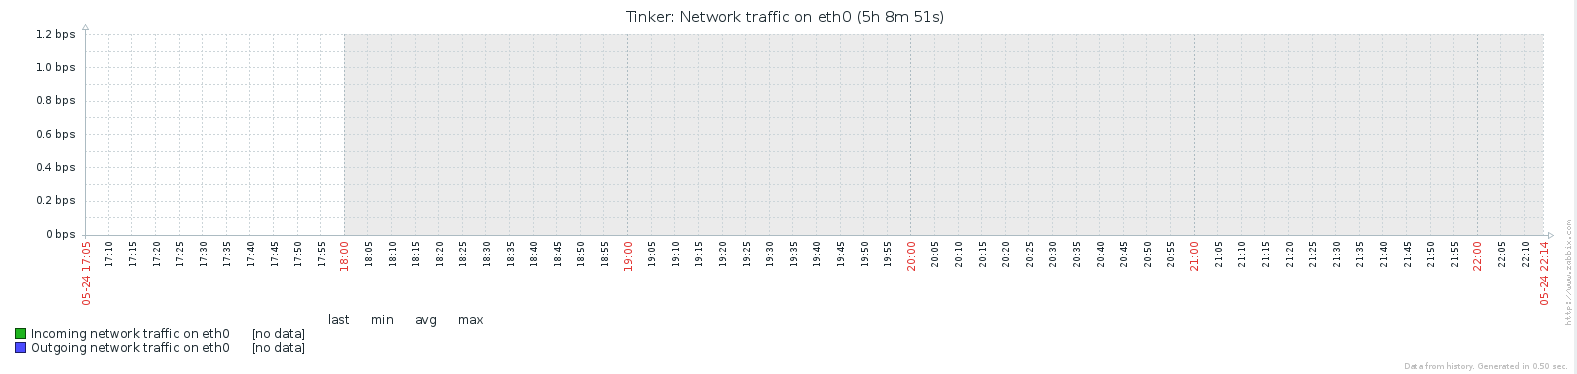 Tinker: Network traffic on eth0 (5h 8m 51s)
1.2 bps
1.0 bps
0.8 bps
0.6 bps
0.4 bps
0.2 bps
0 bps
05-24 17:05 17:10 17:15 17:20 17:25 17:30 17:35 17:40 17:45 17:50 17:55 18:00 18:05 18:10 18:15 18:20 18:25 18:30 18:35 18:40 18:45 18:50 18:55 19:00 19:05 19:10 19:15 19:20 19:25 19:30 19:35 19:40 19:45 19:50 19:55 20:00 20:05 20:10 20:15 20:20 20:25 20:30 20:35 20:40 20:45 20:50 20:55 21:00 21:05 21:10 21:15 21:20 21:25 21:30 21:35 21:40 21:45 21:50 21:55 22:00 22:05 22:10 05-24 22:14
http://www.zabbix.com
last min avg max
Incoming network traffic on eth0 [no data]
Outgoing network traffic on eth0 [no data]
Data from history. Generated in 0.50 sec.